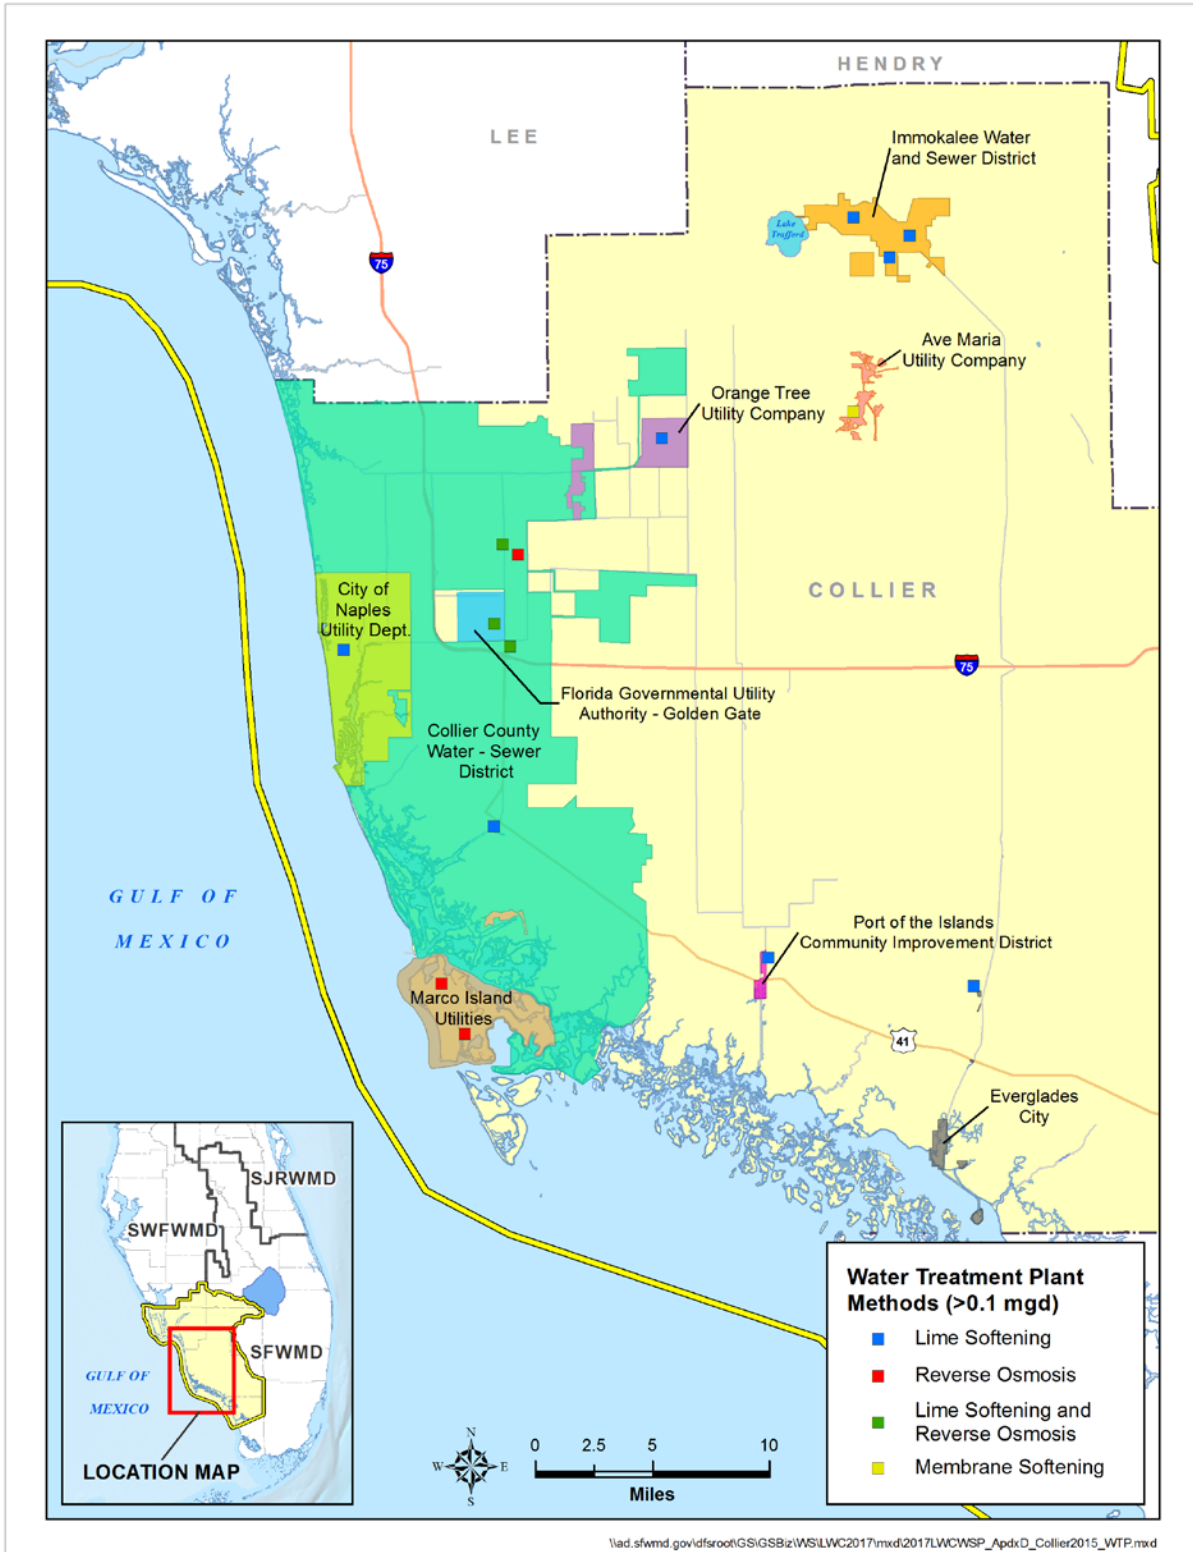 HENDRY
LEE
Immokalee Water
and Sewer District
Lake
Trafford
75
Ave Maria
Utility Company
Orange Tree
Utility Company
City of
Naples
Utility Dept.
COLLIER
75
Florida Governmental Utility
Authority - Golden Gate
Collier County
Water - Sewer
District
GULF OF
MEXICO
Port of the Islands
Community Improvement District
Marco Island
Utilities
41
Everglades
City
SJRWMD
SWFWMD
SFWMD
GULF OF
MEXICO
LOCATION MAP
N
W E
S
0 2.5 5 10
Miles
Water Treatment Plant
Methods (>0.1 mgd)
Lime Softening
Reverse Osmosis
Lime Softening and
Reverse Osmosis
Membrane Softening
\\ad.sfwmd.gov\dfsroot\GS\GSBiz\WS\LWC2017\mxd\2017LWCWSP_ApdxD_Collier2015_WTP.mxd